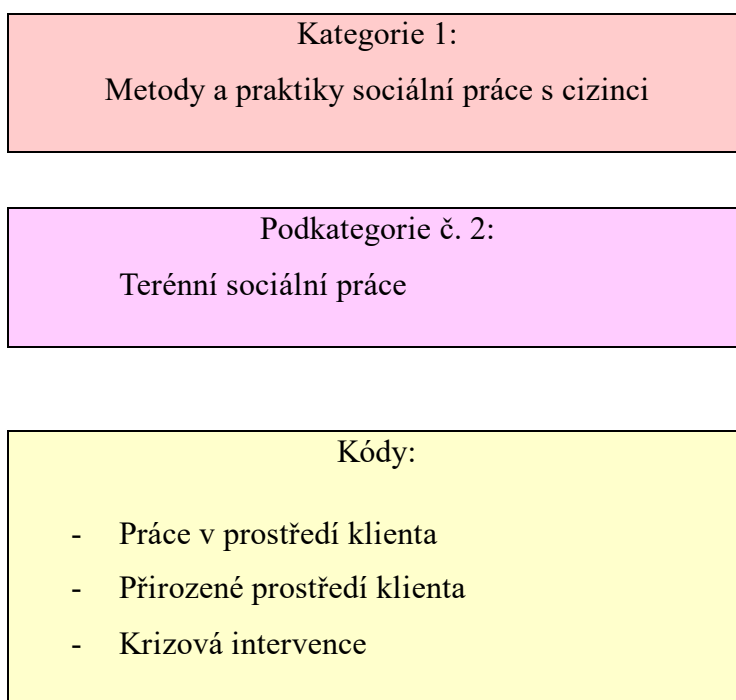 Kategorie 1:
Metody a praktiky sociální práce s cizinci
Podkategorie č. 2:
Terénní sociální práce
Kódy:
- Práce v prostředí klienta
- Přirozené prostředí klienta
- Krizová intervence